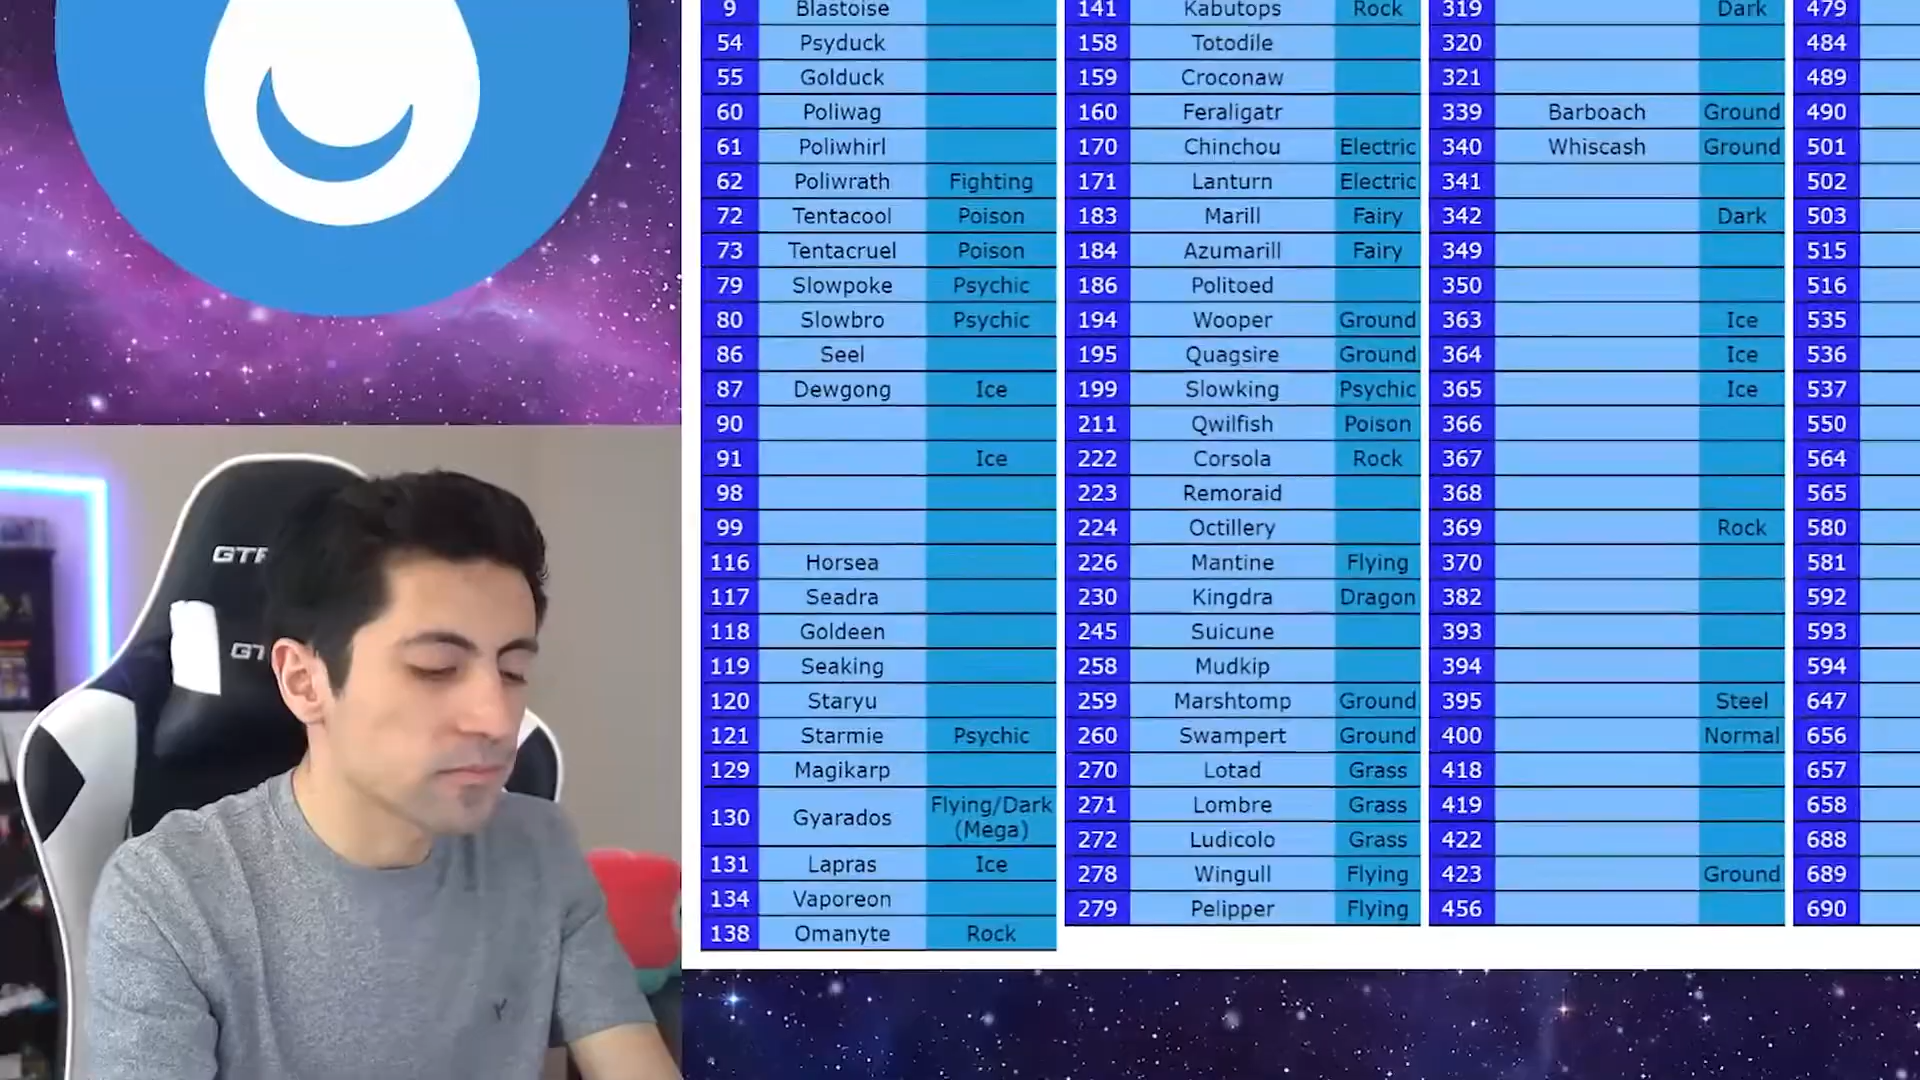 9 Blastoise
54 Psyduck
55 Golduck
60 Poliwag
61 Poliwhirl
62 Poliwrath Fighting
72 Tentacool Poison
73 Tentacruel Poison
79 Slowpoke Psychic
80 Slowbro Psychic
86 Seel
87 Dewgong Ice
90
91 Ice
98
99
116 Horsea
117 Seadra
118 Goldeen
119 Seaking
120 Staryu
121 Starmie Psychic
129 Magikarp
130 Gyarados Flying/Dark
(Mega)
131 Lapras Ice
134 Vaporeon
138 Omanyte Rock
141 Kabutops Rock
158 Totodile
159 Croconaw
160 Feraligatr
170 Chinchou Electric
171 Lanturn Electric
183 Marill Fairy
184 Azumarill Fairy
186 Politoed
194 Wooper Ground
195 Quagsire Ground
199 Slowking Psychic
211 Qwilfish Poison
222 Corsola Rock
223 Remoraid
224 Octillery
226 Mantine Flying
230 Kingdra Dragon
245 Suicune
258 Mudkip
259 Marshtomp Ground
260 Swampert Ground
270 Lotad Grass
271 Lombre Grass
272 Ludicolo Grass
278 Wingull Flying
279 Pelipper Flying
319 Dark
320
321
339 Barboach Ground
340 Whiscash Ground
341
342 Dark
349
350
363 Ice
364 Ice
365 Ice
366
367
368
369 Rock
370
382
393
394
395 Steel
400 Normal
418
419
422
423 Ground
456
479
484
489
490
501
502
503
515
516
535
536
537
550
564
565
580
581
592
593
594
647
656
657
658
688
689
690
GTR
GT